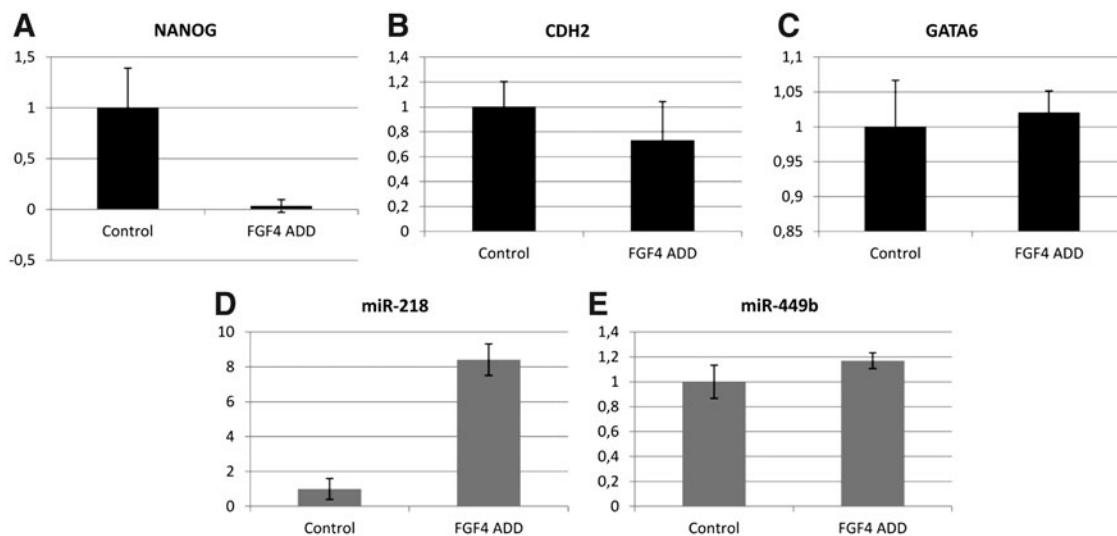 A
NANOG
1,5
1
0,5
0
-0,5
Control
FGF4 ADD
B
CDH2
1,4
1,2
1
0,8
0,6
0,4
0,2
0
Control
FGF4 ADD
C
GATA6
1,1
1,05
1
0,95
0,9
0,85
Control
FGF4 ADD
D
miR-218
10
8
6
4
2
0
Control
FGF4 ADD
E
miR-449b
1,4
1,2
1
0,8
0,6
0,4
0,2
0
Control
FGF4 ADD